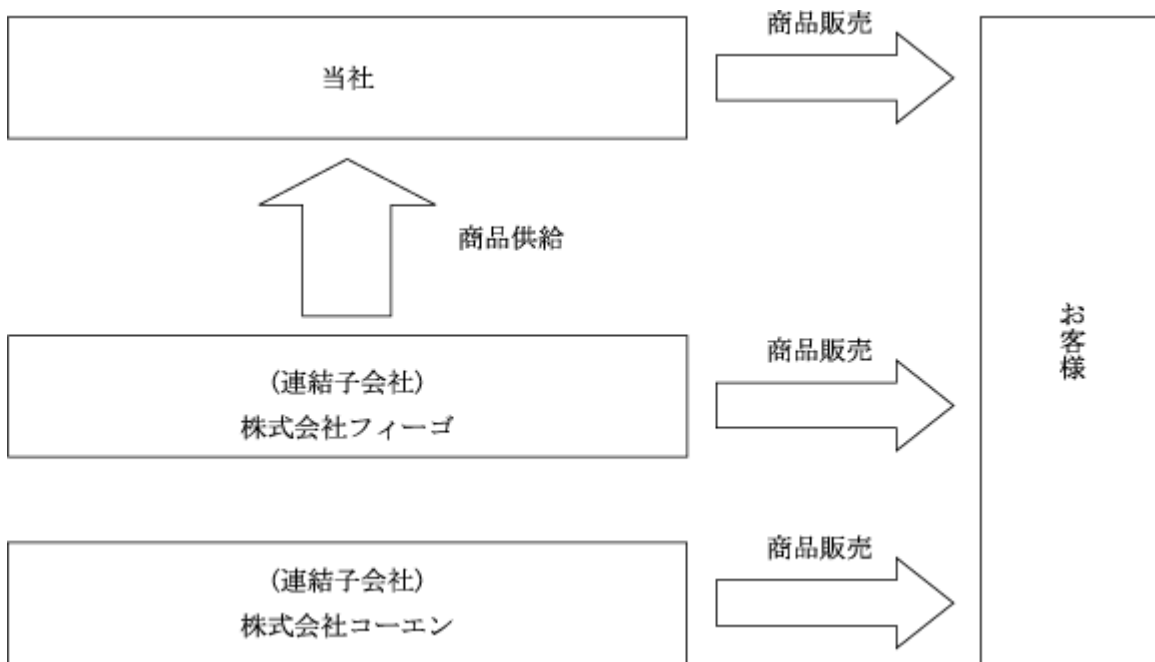 商品販売
当社
商品供給
商品販売
(連結子会社)
株式会社フィーゴ
お客様
商品販売
(連結子会社)
株式会社コーエン